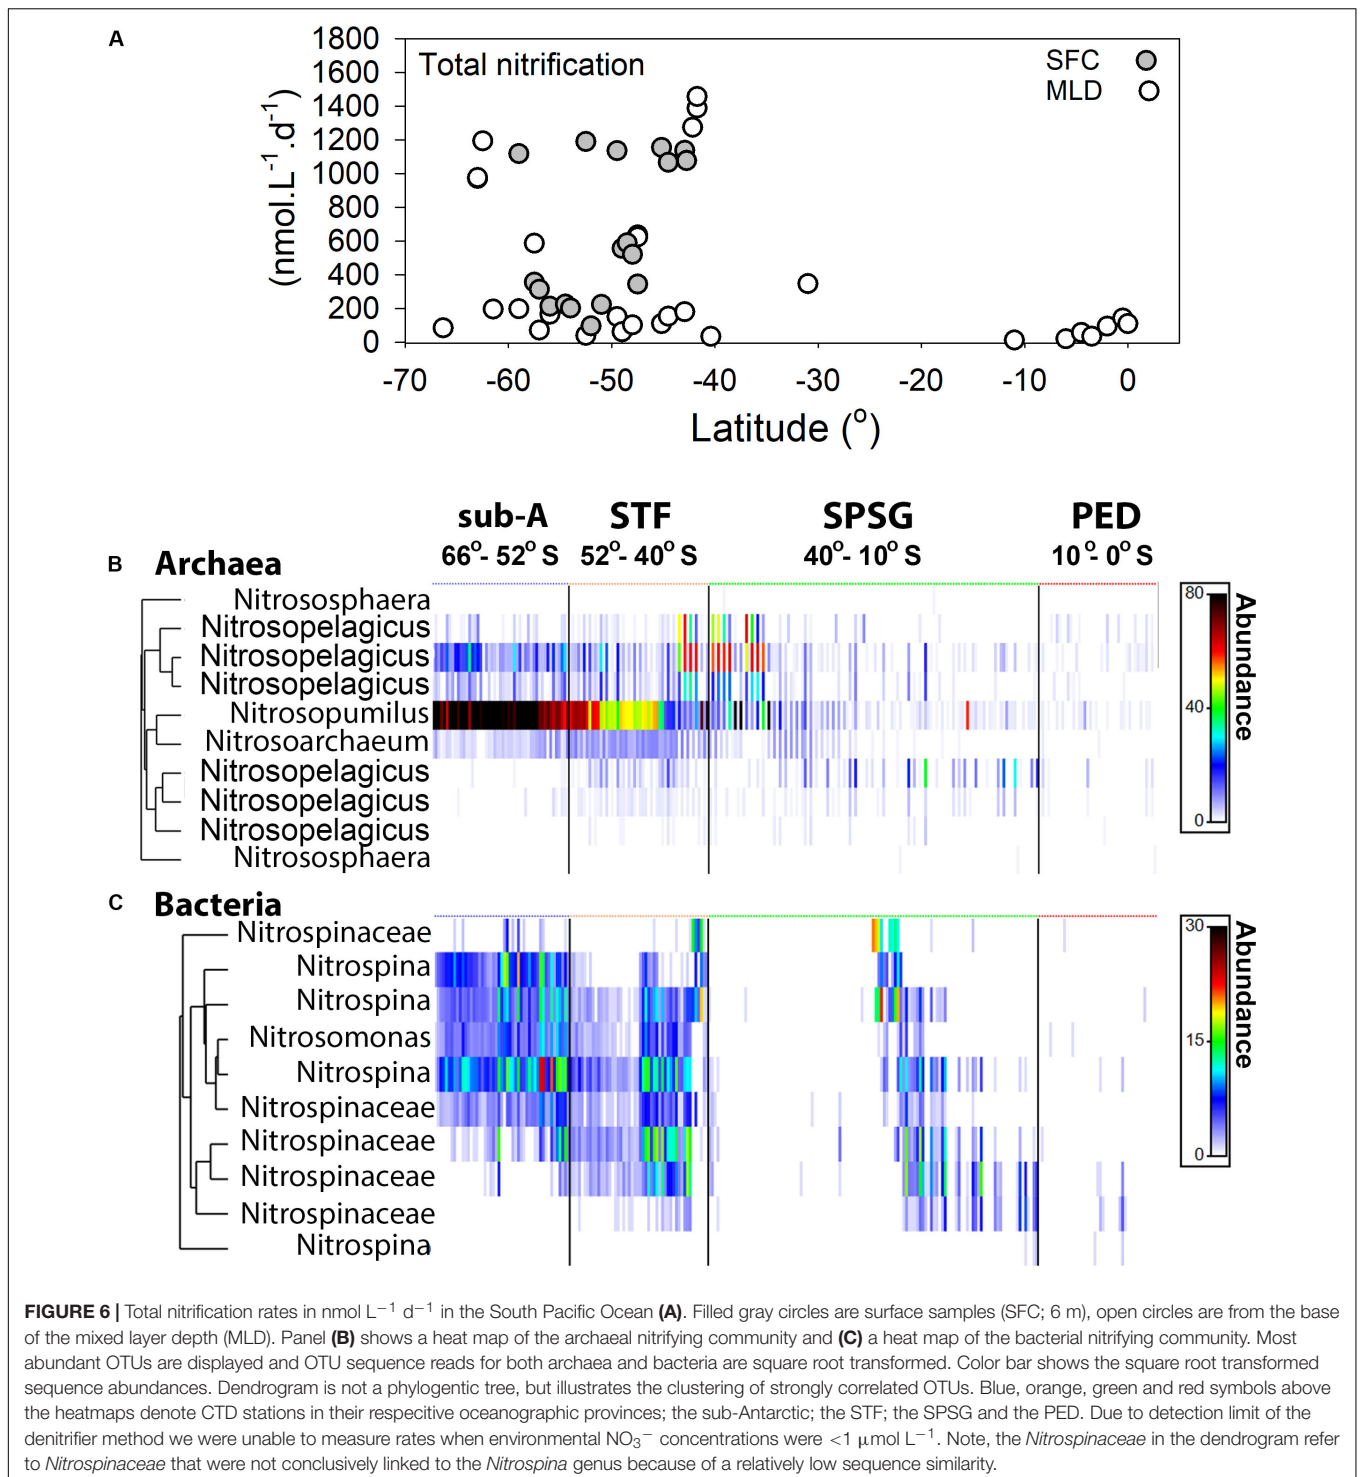 A
Total nitrification
SFC
MLD
(nmol.L⁻¹.d⁻¹)
1800
1600
1400
1200
1000
800
600
400
200
0
-70 -60 -50 -40 -30 -20 -10 0
Latitude (°)
sub-A STF SPSG PED
66°- 52° S 52°- 40° S 40°- 10° S 10°- 0° S
B Archaea
Nitrososphaera
Nitrosopelagicus
Nitrosopelagicus
Nitrosopelagicus
Nitrosopumilus
Nitrosoarchaeum
Nitrosopelagicus
Nitrosopelagicus
Nitrosopelagicus
Nitrososphaera
80
40
0
Abundance
C Bacteria
Nitrospinaceae
Nitrospina
Nitrospina
Nitrosomonas
Nitrospina
Nitrospinaceae
Nitrospinaceae
Nitrospinaceae
Nitrospinaceae
Nitrospina
30
15
0
Abundance
FIGURE 6 | Total nitrification rates in nmol L⁻¹ d⁻¹ in the South Pacific Ocean (A). Filled gray circles are surface samples (SFC; 6 m), open circles are from the base
of the mixed layer depth (MLD). Panel (B) shows a heat map of the archaeal nitrifying community and (C) a heat map of the bacterial nitrifying community. Most
abundant OTUs are displayed and OTU sequence reads for both archaea and bacteria are square root transformed. Color bar shows the square root transformed
sequence abundances. Dendrogram is not a phylogentic tree, but illustrates the clustering of strongly correlated OTUs. Blue, orange, green and red symbols above
the heatmaps denote CTD stations in their respecitive oceanographic provinces; the sub-Antarctic; the STF; the SPSG and the PED. Due to detection limit of the
denitrifier method we were unable to measure rates when environmental NO₃⁻ concentrations were <1 μmol L⁻¹. Note, the Nitrospinaceae in the dendrogram refer
to Nitrospinaceae that were not conclusively linked to the Nitrospina genus because of a relatively low sequence similarity.